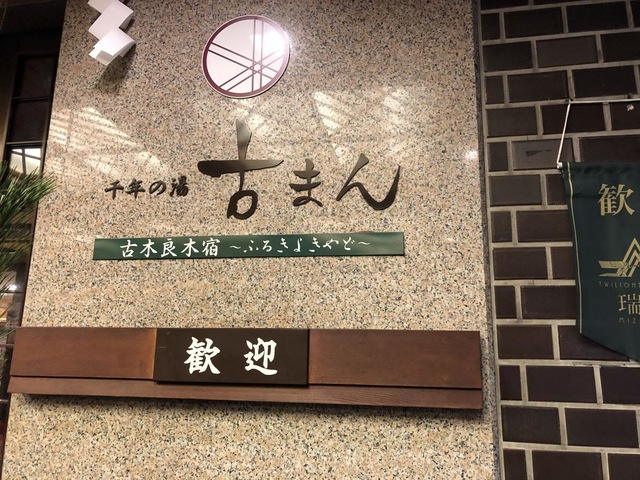 千年の湯 古まん
古木良木宿 ～ふるきよきやど～
歓迎
歓
瑞